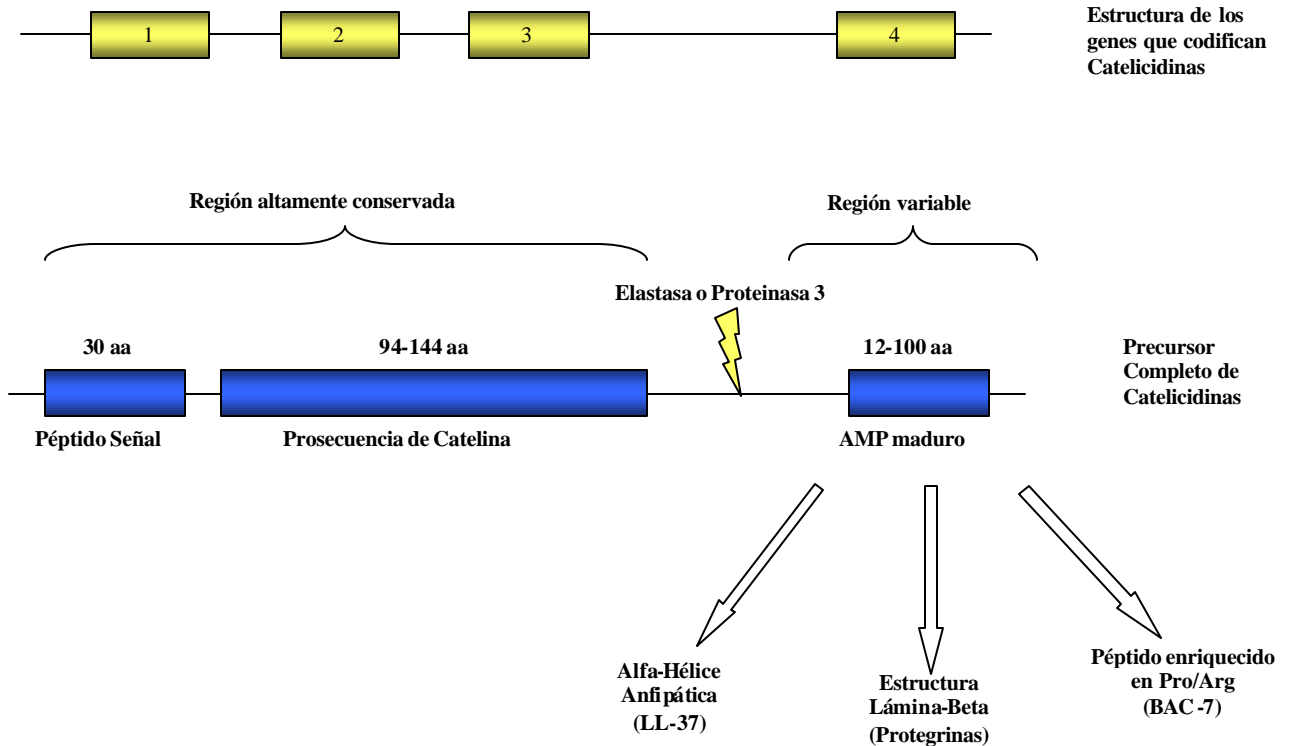 1
2
3
4
Estructura de los
genes que codifican
Catelicidinas
Región altamente conservada
Región variable
Elastasa o Proteinasa 3
30 aa
94-144 aa
12-100 aa
Precursor
Completo de
Catelicidinas
Péptido Señal
Prosecuencia de Catelina
AMP maduro
Alfa-Hélice
Anfipática
(LL-37)
Estructura
Lámina-Beta
(Protegrinas)
Péptido enriquecido
en Pro/Arg
(BAC-7)